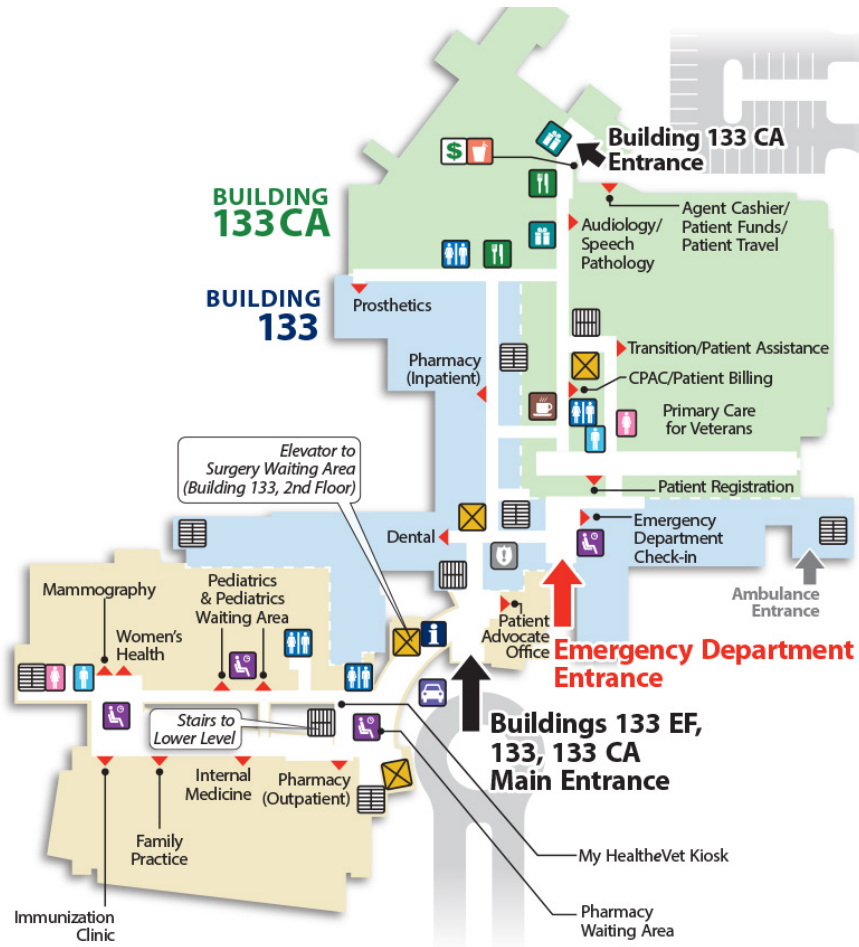 Building 133 CA
Entrance
$
BUILDING
133 CA
Agent Cashier/
Patient Funds/
Patient Travel
Audiology/
Speech
Pathology
BUILDING
133
Prosthetics
Transition/Patient Assistance
Pharmacy
(Inpatient)
CPAC/Patient Billing
Primary Care
for Veterans
Elevator to
Surgery Waiting Area
(Building 133, 2nd Floor)
Patient Registration
Dental
Emergency
Department
Check-in
Ambulance
Entrance
Mammography
Pediatrics
& Pediatrics
Waiting Area
Women's
Health
i
Patient
Advocate
Office
Emergency Department
Entrance
Stairs to
Lower Level
Buildings 133 EF,
133, 133 CA
Main Entrance
Internal
Medicine
Pharmacy
(Outpatient)
Family
Practice
My HealtheVet Kiosk
Immunization
Clinic
Pharmacy
Waiting Area